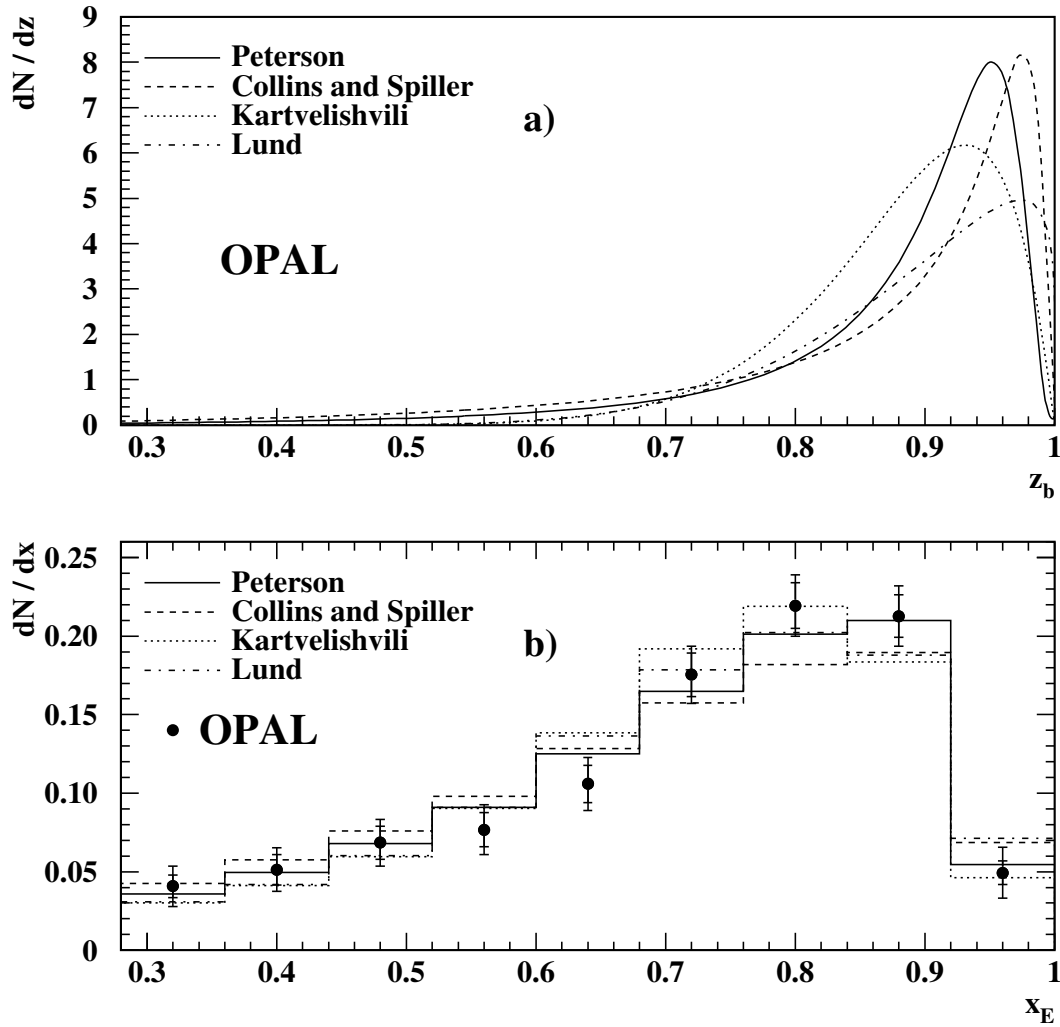 dN / dz
9
8
7
6
5
4
3
2
1
0
Peterson
Collins and Spiller
Kartvelishvili
Lund
a)
OPAL
0.3 0.4 0.5 0.6 0.7 0.8 0.9 1
z_b
dN / dx
0.25
0.20
0.15
0.10
0.05
0
Peterson
Collins and Spiller
Kartvelishvili
Lund
b)
OPAL
0.3 0.4 0.5 0.6 0.7 0.8 0.9 1
x_E